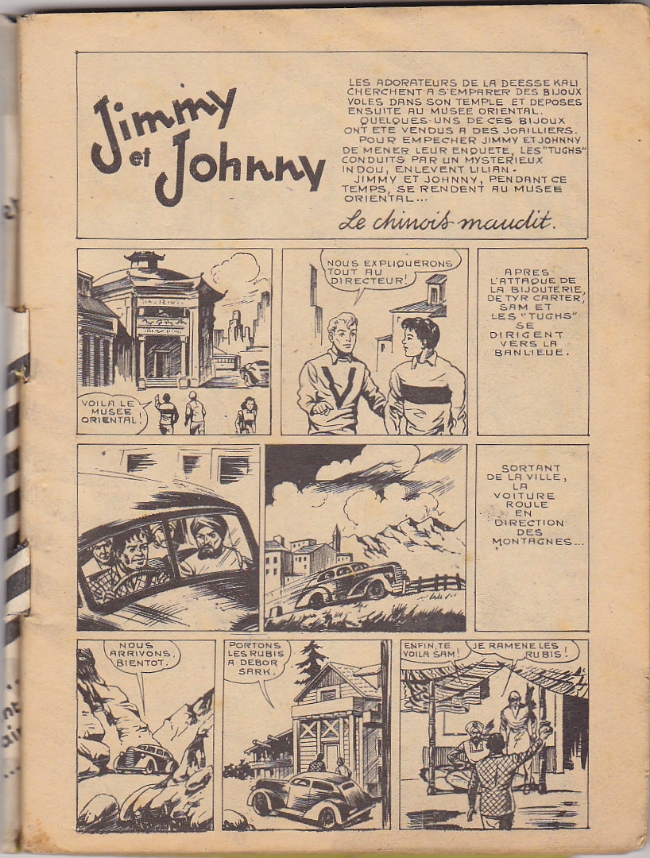 Jimmy
et Johnny
LES ADORATEURS DE LA DEESSE KALI
CHERCHENT A S'EMPARER DES BIJOUX
VOLES DANS SON TEMPLE ET DEPOSES
ENSUITE AU MUSEE ORIENTAL.
QUELQUES-UNS DE CES BIJOUX
ONT ETE VENDUS A DES JOAILLIERS.
POUR EMPECHER JIMMY ET JOHNNY
DE MENER LEUR ENQUETE, LES "TUGHS"
CONDUITS PAR UN MYSTERIEUX
INDOU, ENLEVENT LILIAN.
JIMMY ET JOHNNY, PENDANT CE
TEMPS, SE RENDENT AU MUSEE
ORIENTAL...
Le chinois maudit.
VOILA LE
MUSEE
ORIENTAL!
NOUS EXPLIQUERONS
TOUT AU
DIRECTEUR!
APRES
L'ATTAQUE DE
LA BIJOUTERIE,
DE TYR CARTER,
SAM ET
LES "TUGHS"
SE
DIRIGENT
VERS LA
BANLIEUE.
SORTANT
DE LA VILLE,
LA
VOITURE
ROULE
EN
DIRECTION
DES
MONTAGNES...
NOUS
ARRIVONS,
BIENTOT.
PORTONS
LES RUBIS
A DEBOR
SARK.
ENFIN, TE
VOILA SAM!
JE RAMENE LES
RUBIS!